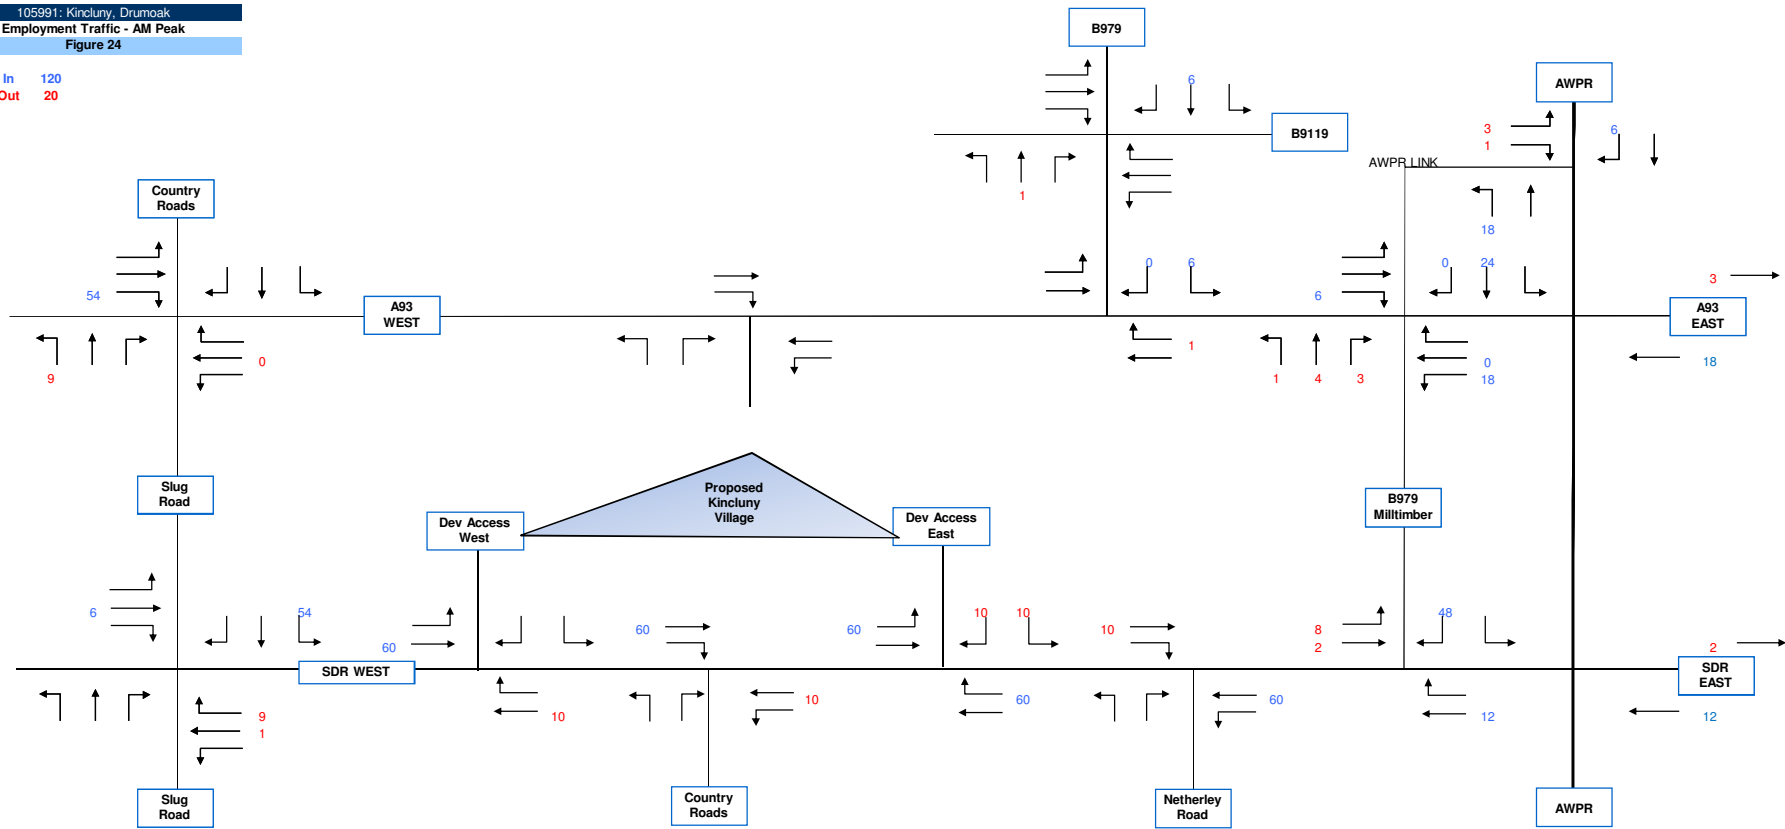 105991: Kincluny, Drumoak
Employment Traffic - AM Peak
Figure 24
In 120
Out 20
B979
6
B9119
1
AWPR
3
1
6
AWPR LINK
18
Country
Roads
54
A93
WEST
9
0
0 6
1
6
0 24
1 4 3
0
18
3
A93
EAST
18
Slug
Road
Dev Access
West
Proposed
Kincluny
Village
Dev Access
East
B979
Milltimber
6
54
60
60
60
10 10
10
8
2
48
2
SDR WEST
SDR
EAST
9
1
10
10
60
60
12
12
Slug
Road
Country
Roads
Netherley
Road
AWPR